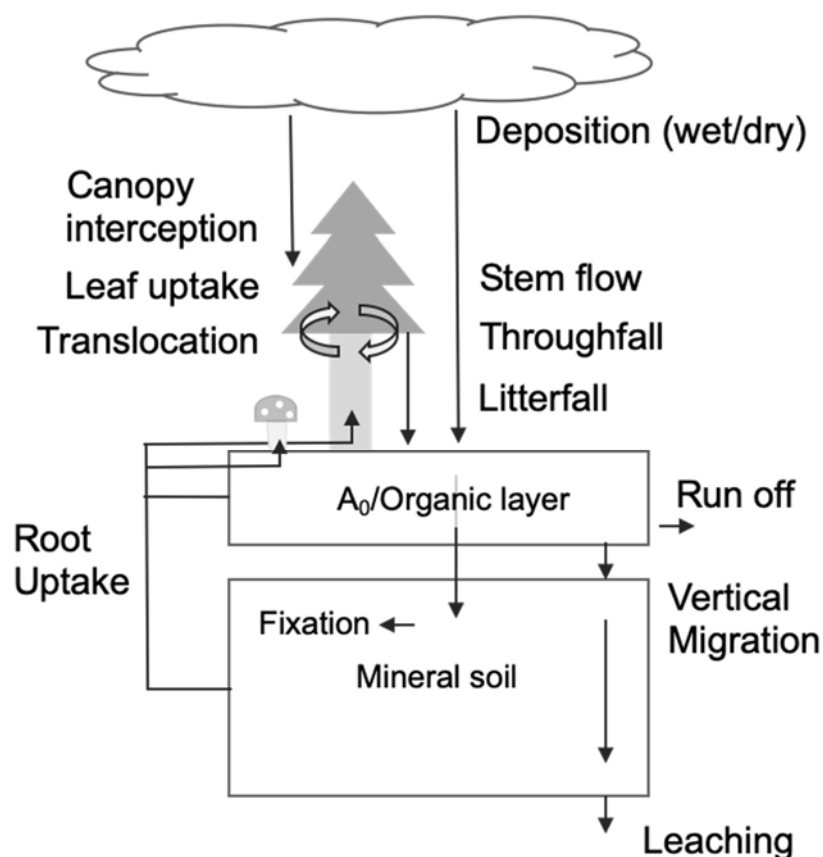 Deposition (wet/dry)
Canopy
interception
Leaf uptake
Translocation
Stem flow
Throughfall
Litterfall
A₀/Organic layer
Run off
Root
Uptake
Fixation
Mineral soil
Vertical
Migration
Leaching